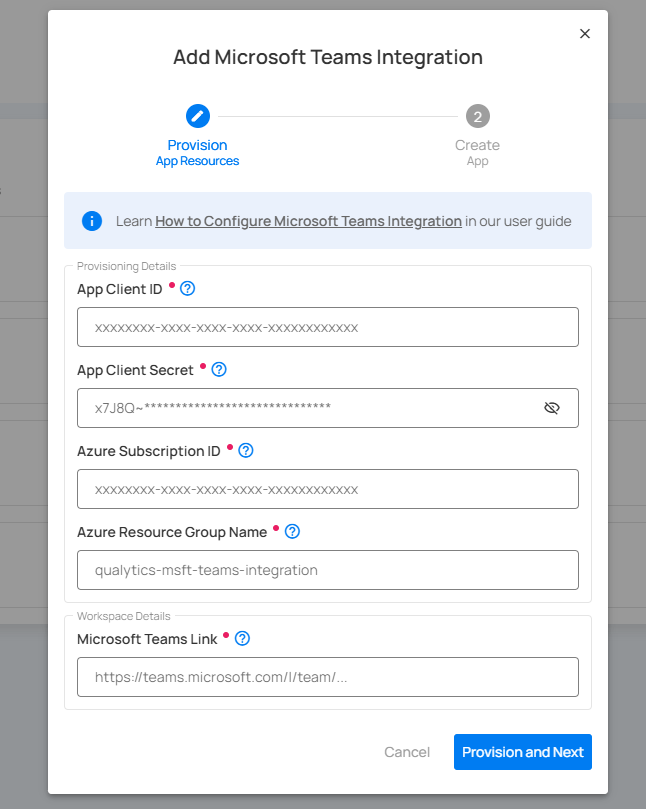 Add Microsoft Teams Integration
2
Provision
App Resources
Create
App
Learn How to Configure Microsoft Teams Integration in our user guide
Provisioning Details
App Client ID
xxxxxxxx-xxxx-xxxx-xxxx-xxxxxxxxxxxx
App Client Secret
x7J8Q~******************************
Azure Subscription ID
xxxxxxxx-xxxx-xxxx-xxxx-xxxxxxxxxxxx
Azure Resource Group Name
qualytics-msft-teams-integration
Workspace Details
Microsoft Teams Link
https://teams.microsoft.com/l/team/...
Cancel
Provision and Next